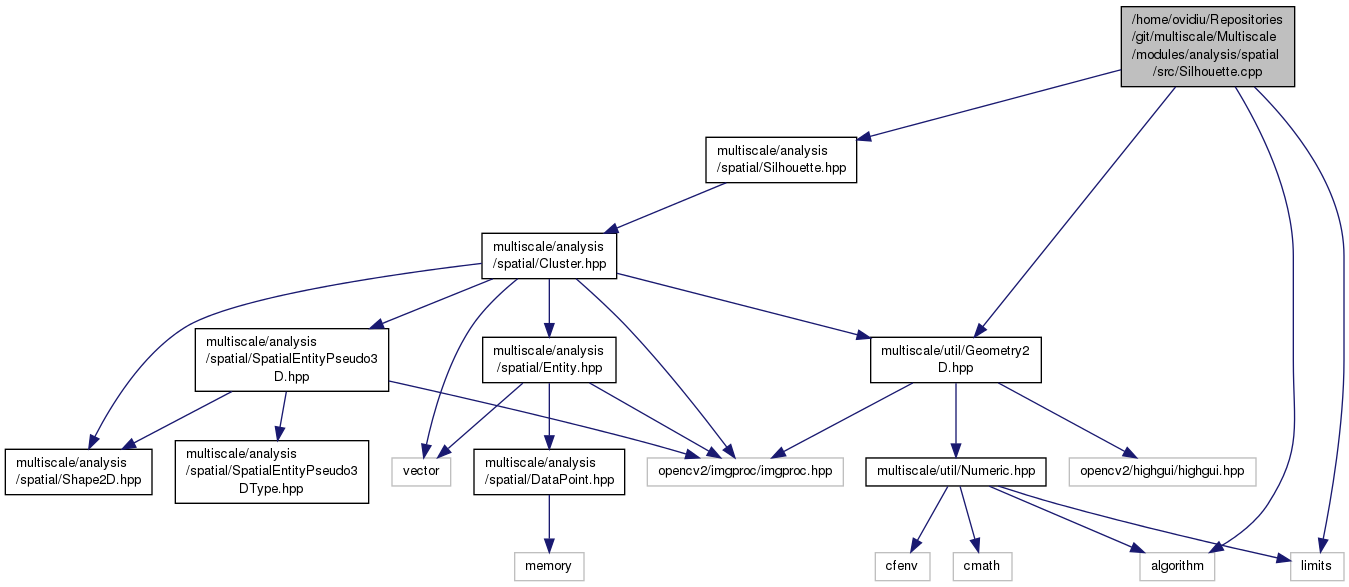 /home/ovidiu/Repositories
/git/multiscale/Multiscale
/modules/analysis/spatial
/src/Silhouette.cpp
multiscale/analysis
/spatial/Silhouette.hpp
multiscale/analysis
/spatial/Cluster.hpp
multiscale/analysis
/spatial/SpatialEntityPseudo3
D.hpp
multiscale/analysis
/spatial/Entity.hpp
multiscale/util/Geometry2
D.hpp
multiscale/analysis
/spatial/Shape2D.hpp
multiscale/analysis
/spatial/SpatialEntityPseudo3
DType.hpp
vector
multiscale/analysis
/spatial/DataPoint.hpp
opencv2/imgproc/imgproc.hpp
multiscale/util/Numeric.hpp
opencv2/highgui/highgui.hpp
memory
cfenv
cmath
algorithm
limits